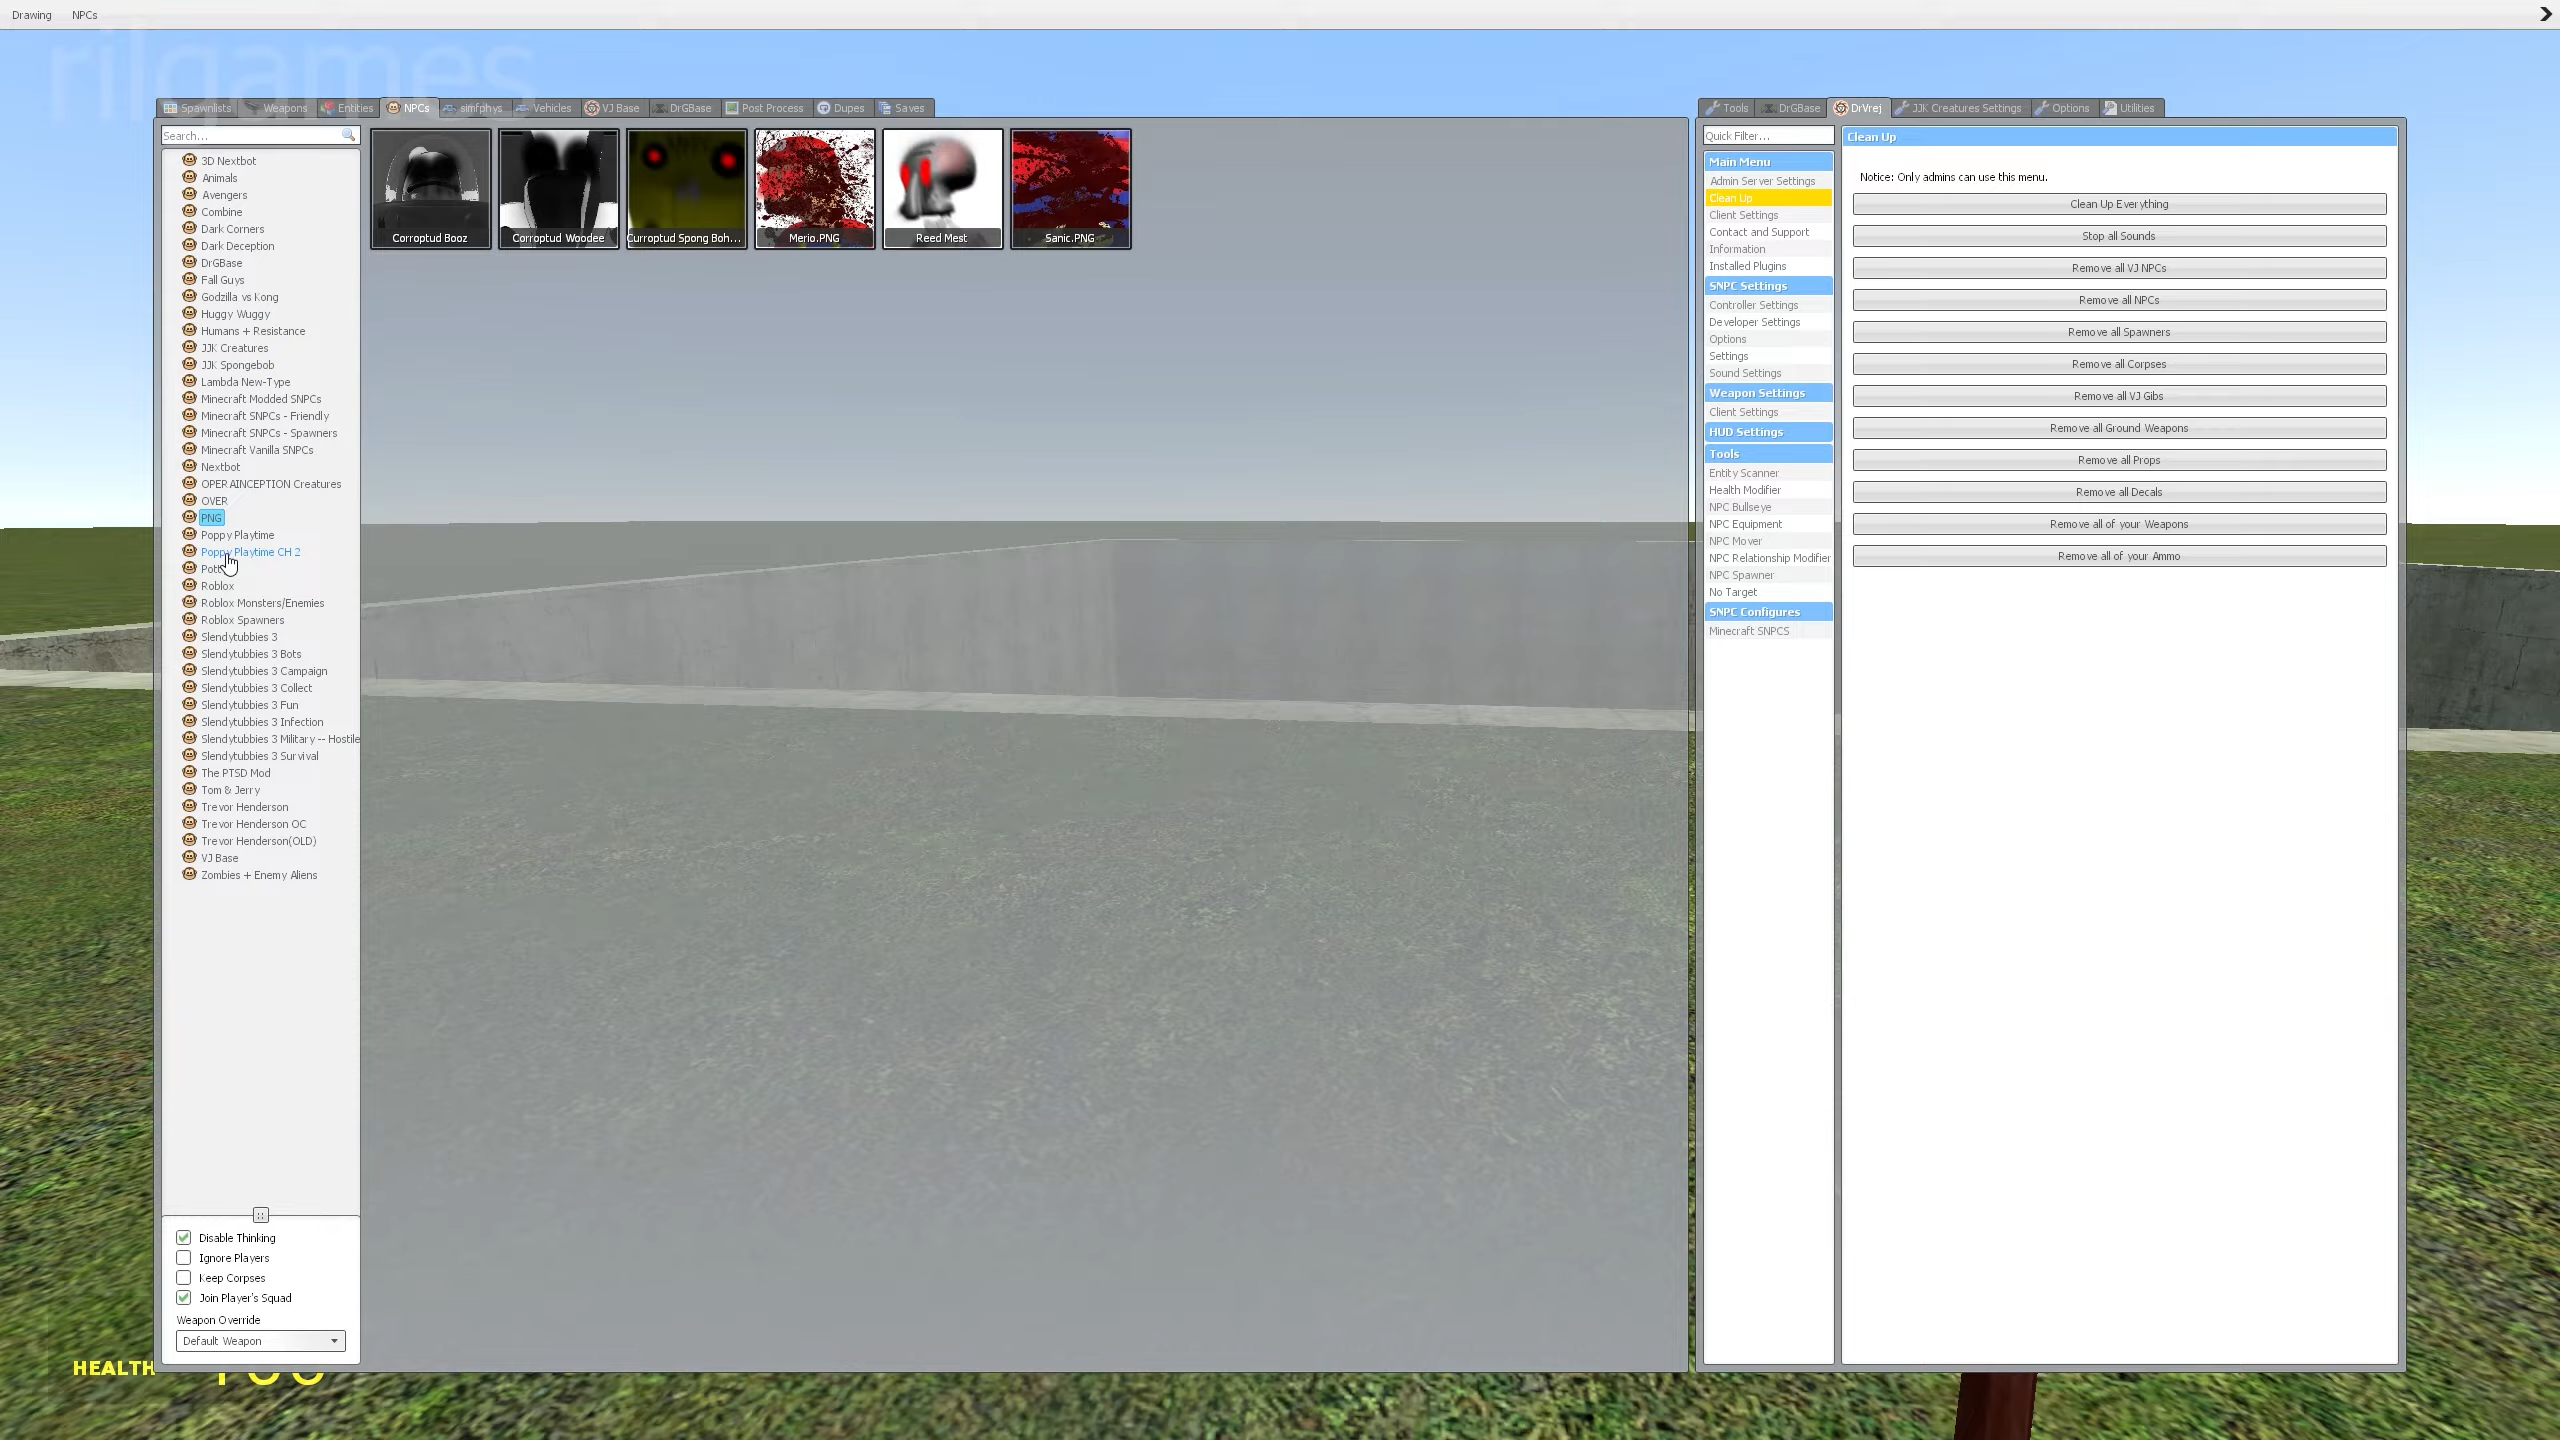 Drawing NPCs
rilgames
Spawnlists Weapons Entities NPCs simfphys Vehicles VJ Base DrGBase Post Process Dupes Saves
Search...
3D Nextbot
Animals
Avengers
Combine
Dark Corners
Dark Deception
DrGBase
Fall Guys
Godzilla vs Kong
Huggy Wuggy
Humans + Resistance
JJK Creatures
JJK Spongebob
Lambda New-Type
Minecraft Modded SNPCs
Minecraft SNPCs - Friendly
Minecraft SNPCs - Spawners
Minecraft Vanilla SNPCs
Nextbot
OPERAINCEPTION Creatures
OVER
PNG
Poppy Playtime
Poppy Playtime CH 2
Roblox
Roblox Monsters/Enemies
Roblox Spawners
Slendytubbies 3
Slendytubbies 3 Bots
Slendytubbies 3 Campaign
Slendytubbies 3 Collect
Slendytubbies 3 Fun
Slendytubbies 3 Infection
Slendytubbies 3 Military -- Hostile
Slendytubbies 3 Survival
The PTSD Mod
Tom & Jerry
Trevor Henderson
Trevor Henderson OC
Trevor Henderson(OLD)
VJ Base
Zombies + Enemy Aliens
Disable Thinking
Ignore Players
Keep Corpses
Join Player's Squad
Weapon Override
Default Weapon
HEALTH 100
Corroptud Booz
Corroptud Woodee
Curroptud Spong Boh...
Merio.PNG
Reed Mest
Sanic.PNG
Tools DrGBase DrVrej JJK Creatures Settings Options Utilities
Quick Filter...
Main Menu
Admin Server Settings
Clean Up
Client Settings
Contact and Support
Information
Installed Plugins
SNPC Settings
Controller Settings
Developer Settings
Options
Settings
Sound Settings
Weapon Settings
Client Settings
HUD Settings
Tools
Entity Scanner
Health Modifier
NPC Bullseye
NPC Equipment
NPC Mover
NPC Relationship Modifier
NPC Spawner
No Target
SNPC Configures
Minecraft SNPCS
Clean Up
Notice: Only admins can use this menu.
Clean Up Everything
Stop all Sounds
Remove all VJ NPCs
Remove all NPCs
Remove all Spawners
Remove all Corpses
Remove all VJ Gibs
Remove all Ground Weapons
Remove all Props
Remove all Decals
Remove all of your Weapons
Remove all of your Ammo